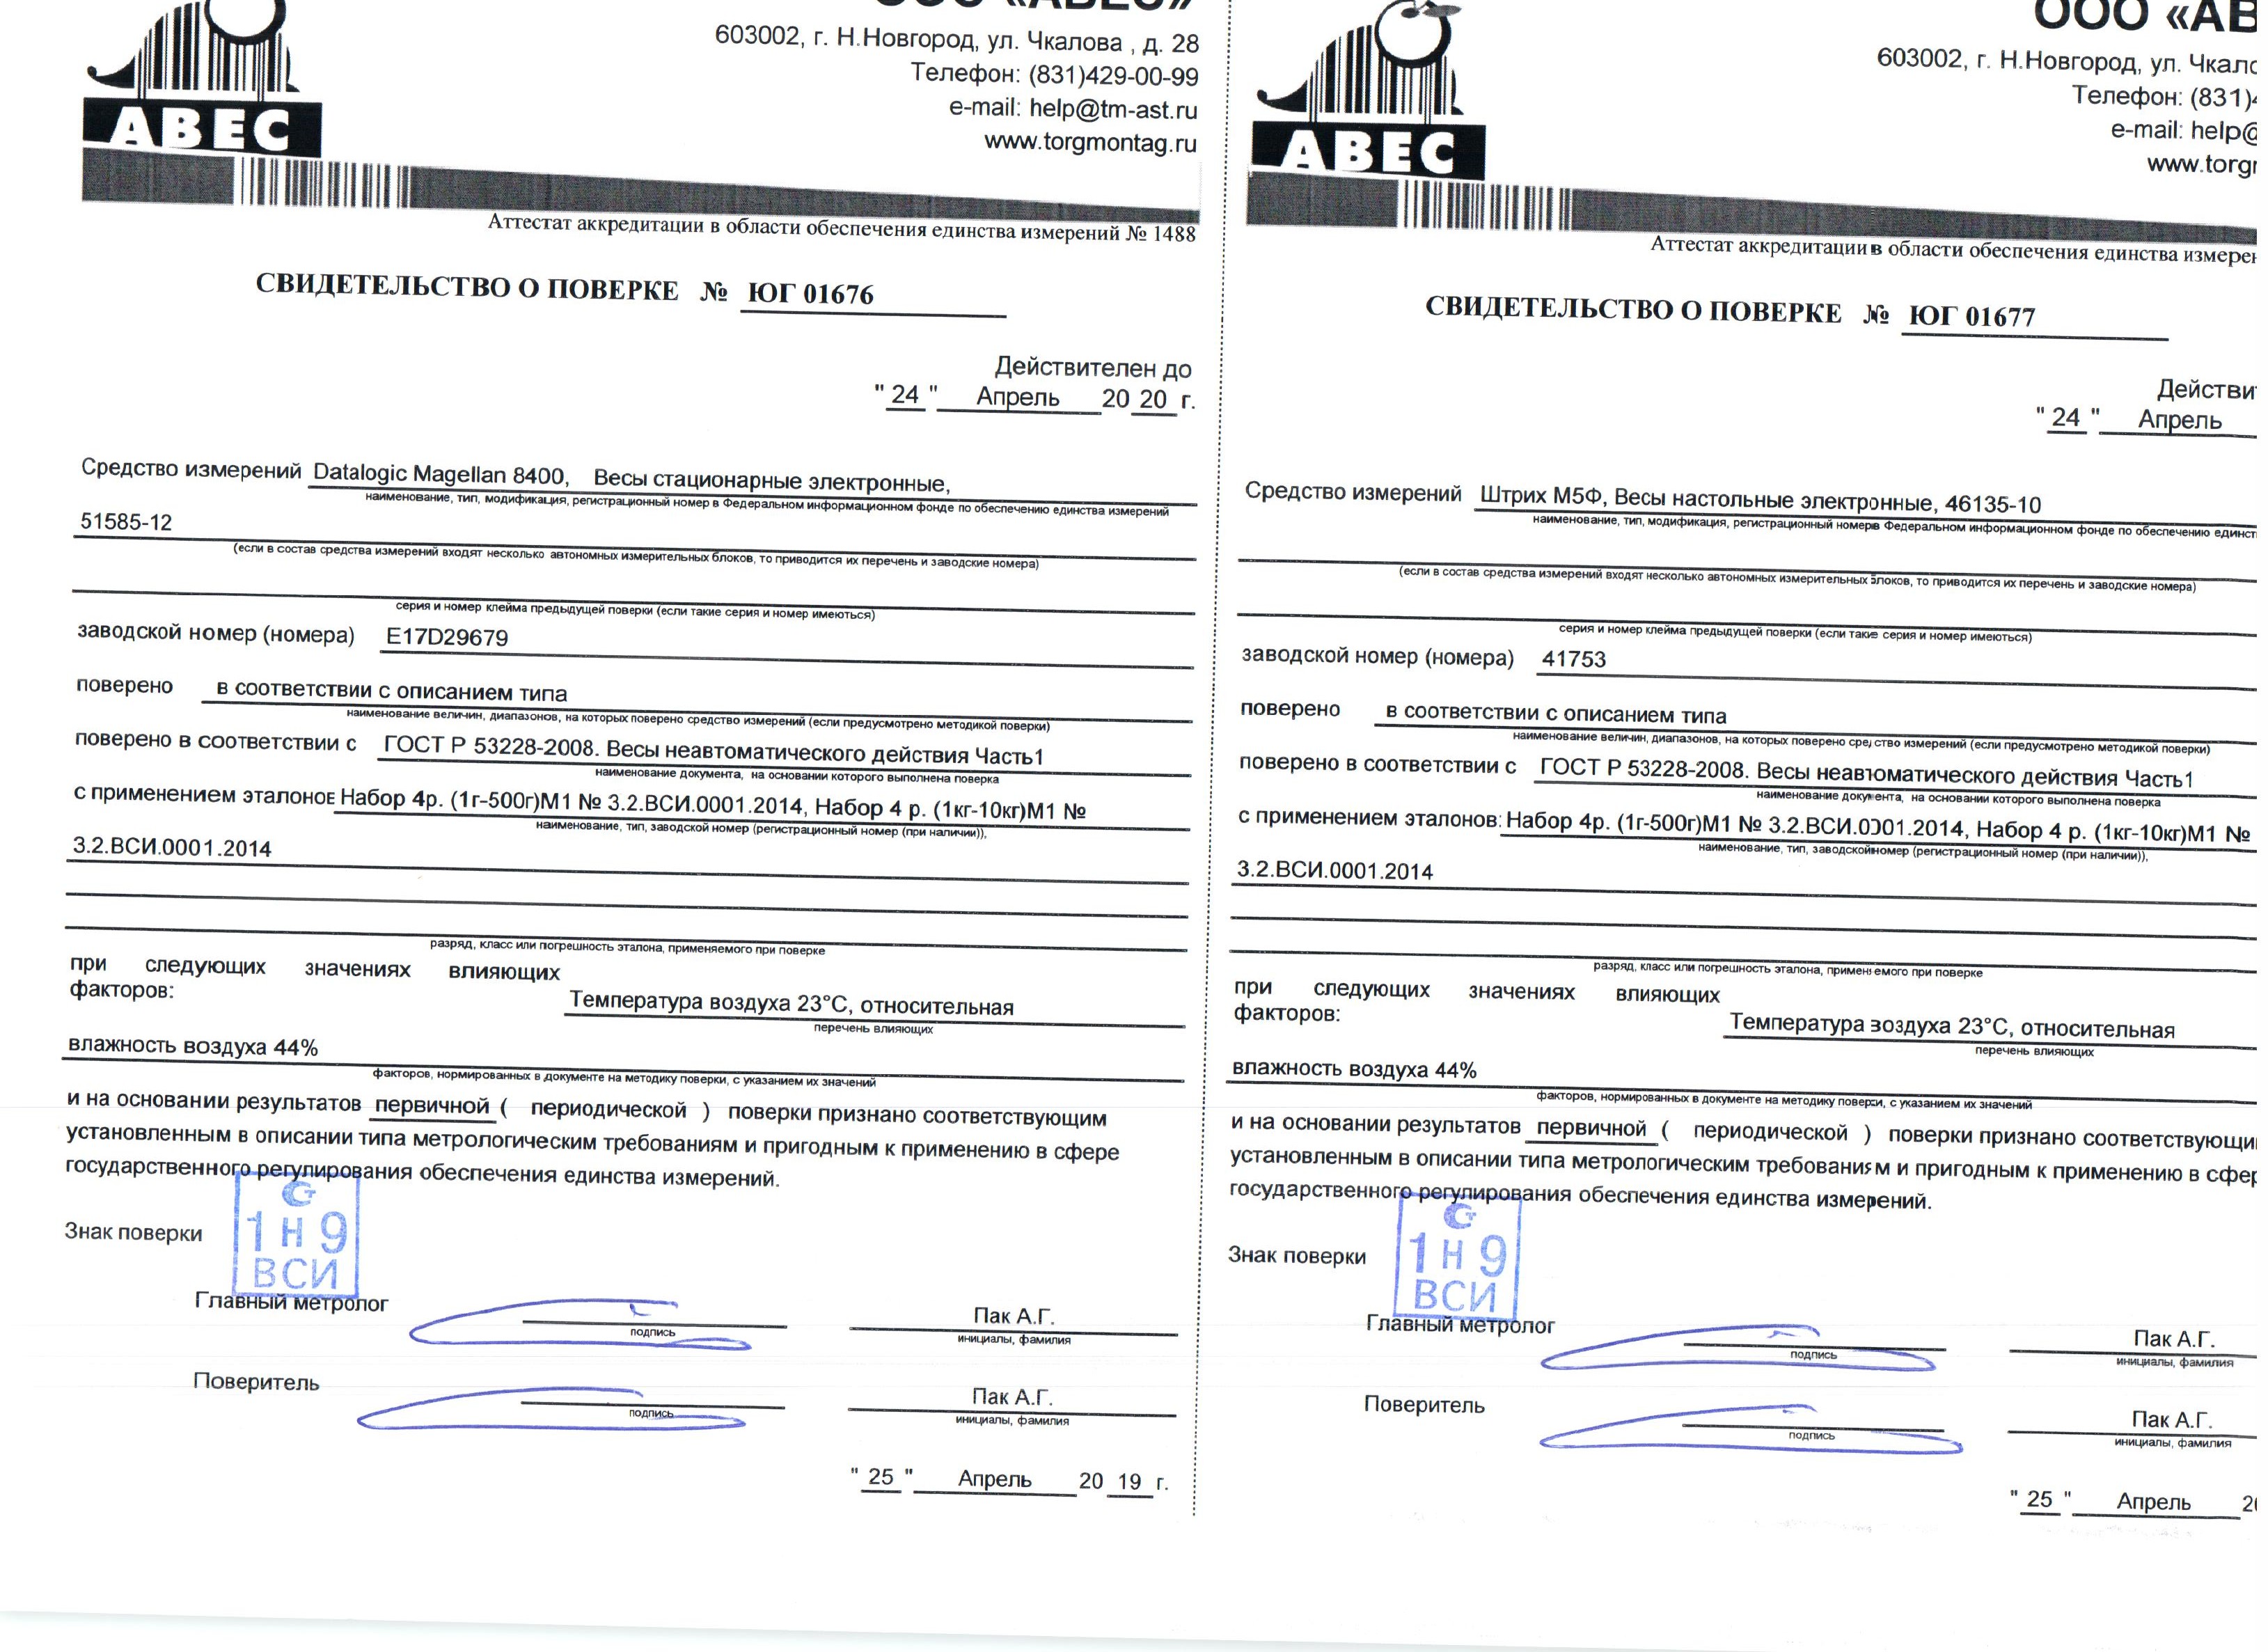 ООО «АВЕС»
603002, г. Н.Новгород, ул. Чкалова , д. 28
Телефон: (831)429-00-99
e-mail: help@tm-ast.ru
www.torgmontag.ru
АВЕС
Аттестат аккредитации в области обеспечения единства измерений № 1488
СВИДЕТЕЛЬСТВО О ПОВЕРКЕ № ЮГ 01676
Действителен до
" 24 " Апрель 20 20 г.
Средство измерений Datalogic Magellan 8400, Весы стационарные электронные,
наименование, тип, модификация, регистрационный номер в Федеральном информационном фонде по обеспечению единства измерений
51585-12
(если в состав средства измерений входят несколько автономных измерительных блоков, то приводится их перечень и заводские номера)
серия и номер клейма предыдущей поверки (если такие серия и номер имеються)
заводской номер (номера) E17D29679
поверено в соответствии с описанием типа
наименование величин, диапазонов, на которых поверено средство измерений (если предусмотрено методикой поверки)
поверено в соответствии с ГОСТ Р 53228-2008. Весы неавтоматического действия Часть1
наименование документа, на основании которого выполнена поверка
с применением эталонов Набор 4р. (1г-500г)М1 № 3.2.ВСИ.0001.2014, Набор 4 р. (1кг-10кг)М1 №
наименование, тип, заводской номер (регистрационный номер (при наличии)),
3.2.ВСИ.0001.2014
разряд, класс или погрешность эталона, применяемого при поверке
при следующих значениях влияющих
факторов: Температура воздуха 23°С, относительная
перечень влияющих
влажность воздуха 44%
факторов, нормированных в документе на методику поверки, с указанием их значений
и на основании результатов первичной ( периодической ) поверки признано соответствующим
установленным в описании типа метрологическим требованиям и пригодным к применению в сфере
государственного регулирования обеспечения единства измерений.
Знак поверки
1 Н 9
ВСИ
Главный метролог Пак А.Г.
подпись инициалы, фамилия
Поверитель Пак А.Г.
подпись инициалы, фамилия
" 25 " Апрель 20 19 г.
ООО «АВ
603002, г. Н.Новгород, ул. Чкало
Телефон: (831)4
e-mail: help@
www.torgm
АВЕС
Аттестат аккредитации в области обеспечения единства измерен
СВИДЕТЕЛЬСТВО О ПОВЕРКЕ № ЮГ 01677
Действит
" 24 " Апрель
Средство измерений Штрих М5Ф, Весы настольные электронные, 46135-10
наименование, тип, модификация, регистрационный номер в Федеральном информационном фонде по обеспечению единст
(если в состав средства измерений входят несколько автономных измерительных блоков, то приводится их перечень и заводские номера)
серия и номер клейма предыдущей поверки (если такие серия и номер имеються)
заводской номер (номера) 41753
поверено в соответствии с описанием типа
наименование величин, диапазонов, на которых поверено средство измерений (если предусмотрено методикой поверки)
поверено в соответствии с ГОСТ Р 53228-2008. Весы неавтоматического действия Часть1
наименование документа, на основании которого выполнена поверка
с применением эталонов: Набор 4р. (1г-500г)М1 № 3.2.ВСИ.0001.2014, Набор 4 р. (1кг-10кг)М1 №
наименование, тип, заводской номер (регистрационный номер (при наличии)),
3.2.ВСИ.0001.2014
разряд, класс или погрешность эталона, применяемого при поверке
при следующих значениях влияющих
факторов: Температура воздуха 23°С, относительная
перечень влияющих
влажность воздуха 44%
факторов, нормированных в документе на методику поверки, с указанием их значений
и на основании результатов первичной ( периодической ) поверки признано соответствующи
установленным в описании типа метрологическим требованиям и пригодным к применению в сфер
государственного регулирования обеспечения единства измерений.
Знак поверки
1 Н 9
ВСИ
Главный метролог Пак А.Г.
подпись инициалы, фамилия
Поверитель Пак А.Г.
подпись инициалы, фамилия
" 25 " Апрель 20